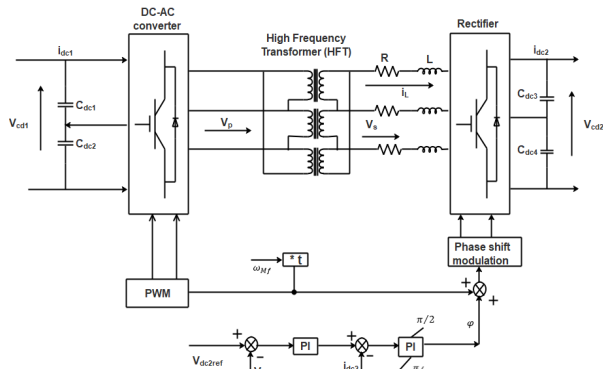 DC-AC
converter
High Frequency
Transformer (HFT)
Rectifier
i_dc1
R
L
i_dc2
i_L
C_dc1
C_dc2
V_cd1
V_p
V_s
C_dc3
C_dc4
V_cd2
* t
ω_Mf
Phase shift
modulation
PWM
+
+
φ
π/2
+
−
PI
+
−
PI
V_dc2ref